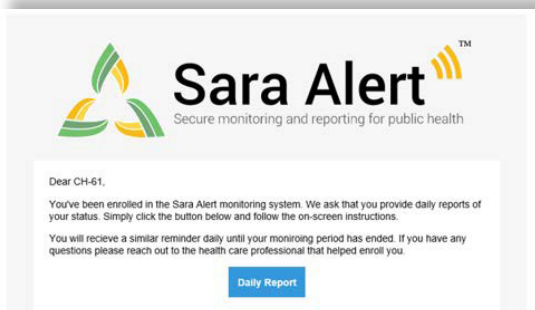 TM
Sara Alert
Secure monitoring and reporting for public health
Dear CH-61,
You've been enrolled in the Sara Alert monitoring system. We ask that you provide daily reports of
your status. Simply click the button below and follow the on-screen instructions.
You will recieve a similar reminder daily until your moniroing period has ended. If you have any
questions please reach out to the health care professional that helped enroll you.
Daily Report